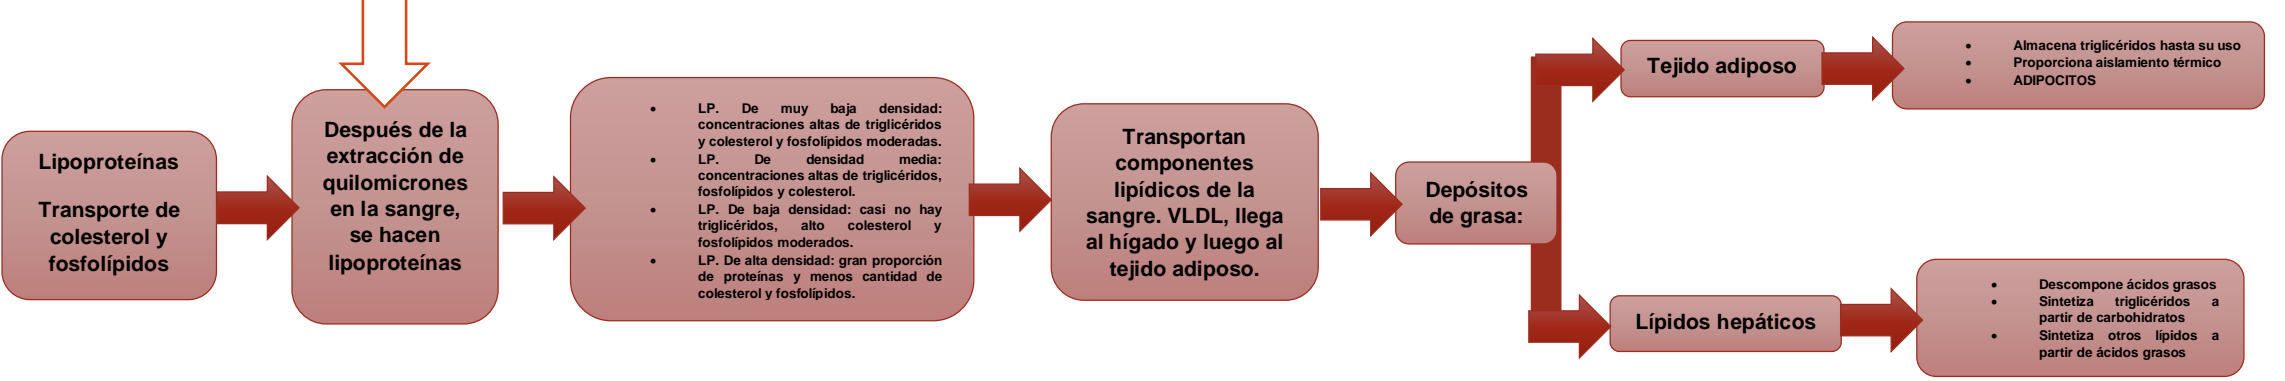 Lipoproteínas
Transporte de
colesterol y
fosfolípidos
Después de la
extracción de
quilomicrones
en la sangre,
se hacen
lipoproteínas
• LP. De muy baja densidad:
concentraciones altas de triglicéridos
y colesterol y fosfolípidos moderadas.
• LP. De densidad media:
concentraciones altas de triglicéridos,
fosfolípidos y colesterol.
• LP. De baja densidad: casi no hay
triglicéridos, alto colesterol y
fosfolípidos moderados.
• LP. De alta densidad: gran proporción
de proteínas y menos cantidad de
colesterol y fosfolípidos.
Transportan
componentes
lipídicos de la
sangre. VLDL, llega
al hígado y luego al
tejido adiposo.
Depósitos
de grasa:
Tejido adiposo
• Almacena triglicéridos hasta su uso
• Proporciona aislamiento térmico
• ADIPOCITOS
Lípidos hepáticos
• Descompone ácidos grasos
• Sintetiza triglicéridos a
partir de carbohidratos
• Sintetiza otros lípidos a
partir de ácidos grasos